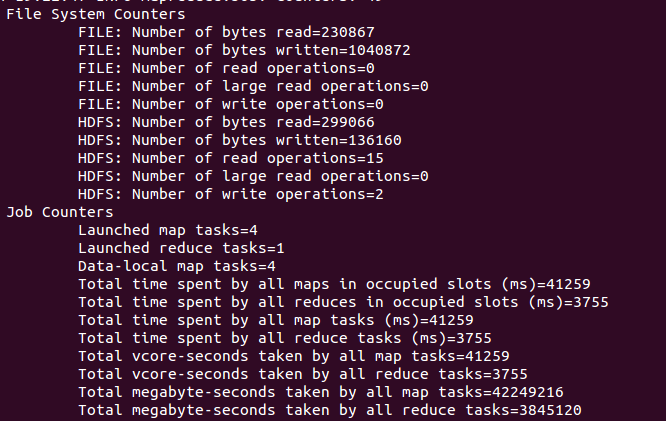 File System Counters
FILE: Number of bytes read=230867
FILE: Number of bytes written=1040872
FILE: Number of read operations=0
FILE: Number of large read operations=0
FILE: Number of write operations=0
HDFS: Number of bytes read=299066
HDFS: Number of bytes written=136160
HDFS: Number of read operations=15
HDFS: Number of large read operations=0
HDFS: Number of write operations=2
Job Counters
Launched map tasks=4
Launched reduce tasks=1
Data-local map tasks=4
Total time spent by all maps in occupied slots (ms)=41259
Total time spent by all reduces in occupied slots (ms)=3755
Total time spent by all map tasks (ms)=41259
Total time spent by all reduce tasks (ms)=3755
Total vcore-seconds taken by all map tasks=41259
Total vcore-seconds taken by all reduce tasks=3755
Total megabyte-seconds taken by all map tasks=42249216
Total megabyte-seconds taken by all reduce tasks=3845120